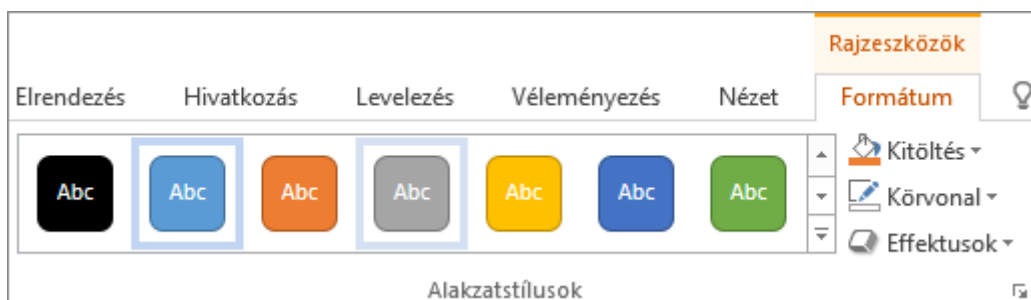 Rajzeszközök
Elrendezés Hivatkozás Levelezés Véleményezés Nézet Formátum
Abc Abc Abc Abc Abc Abc Abc
Kitöltés
Körvonal
Effektusok
Alakzatstílusok